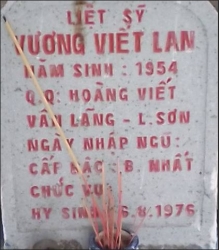 LIỆT SỸ
VƯƠNG VIẾT LAN
NĂM SINH : 1954
Q.Q. HOÀNG VIẾT
VĂN LÃNG - L. SƠN
NGÀY NHẬP NGŨ:
CẤP BẬC : B. NHẤT
CHỨC VỤ
HY SINH 6.8.1976